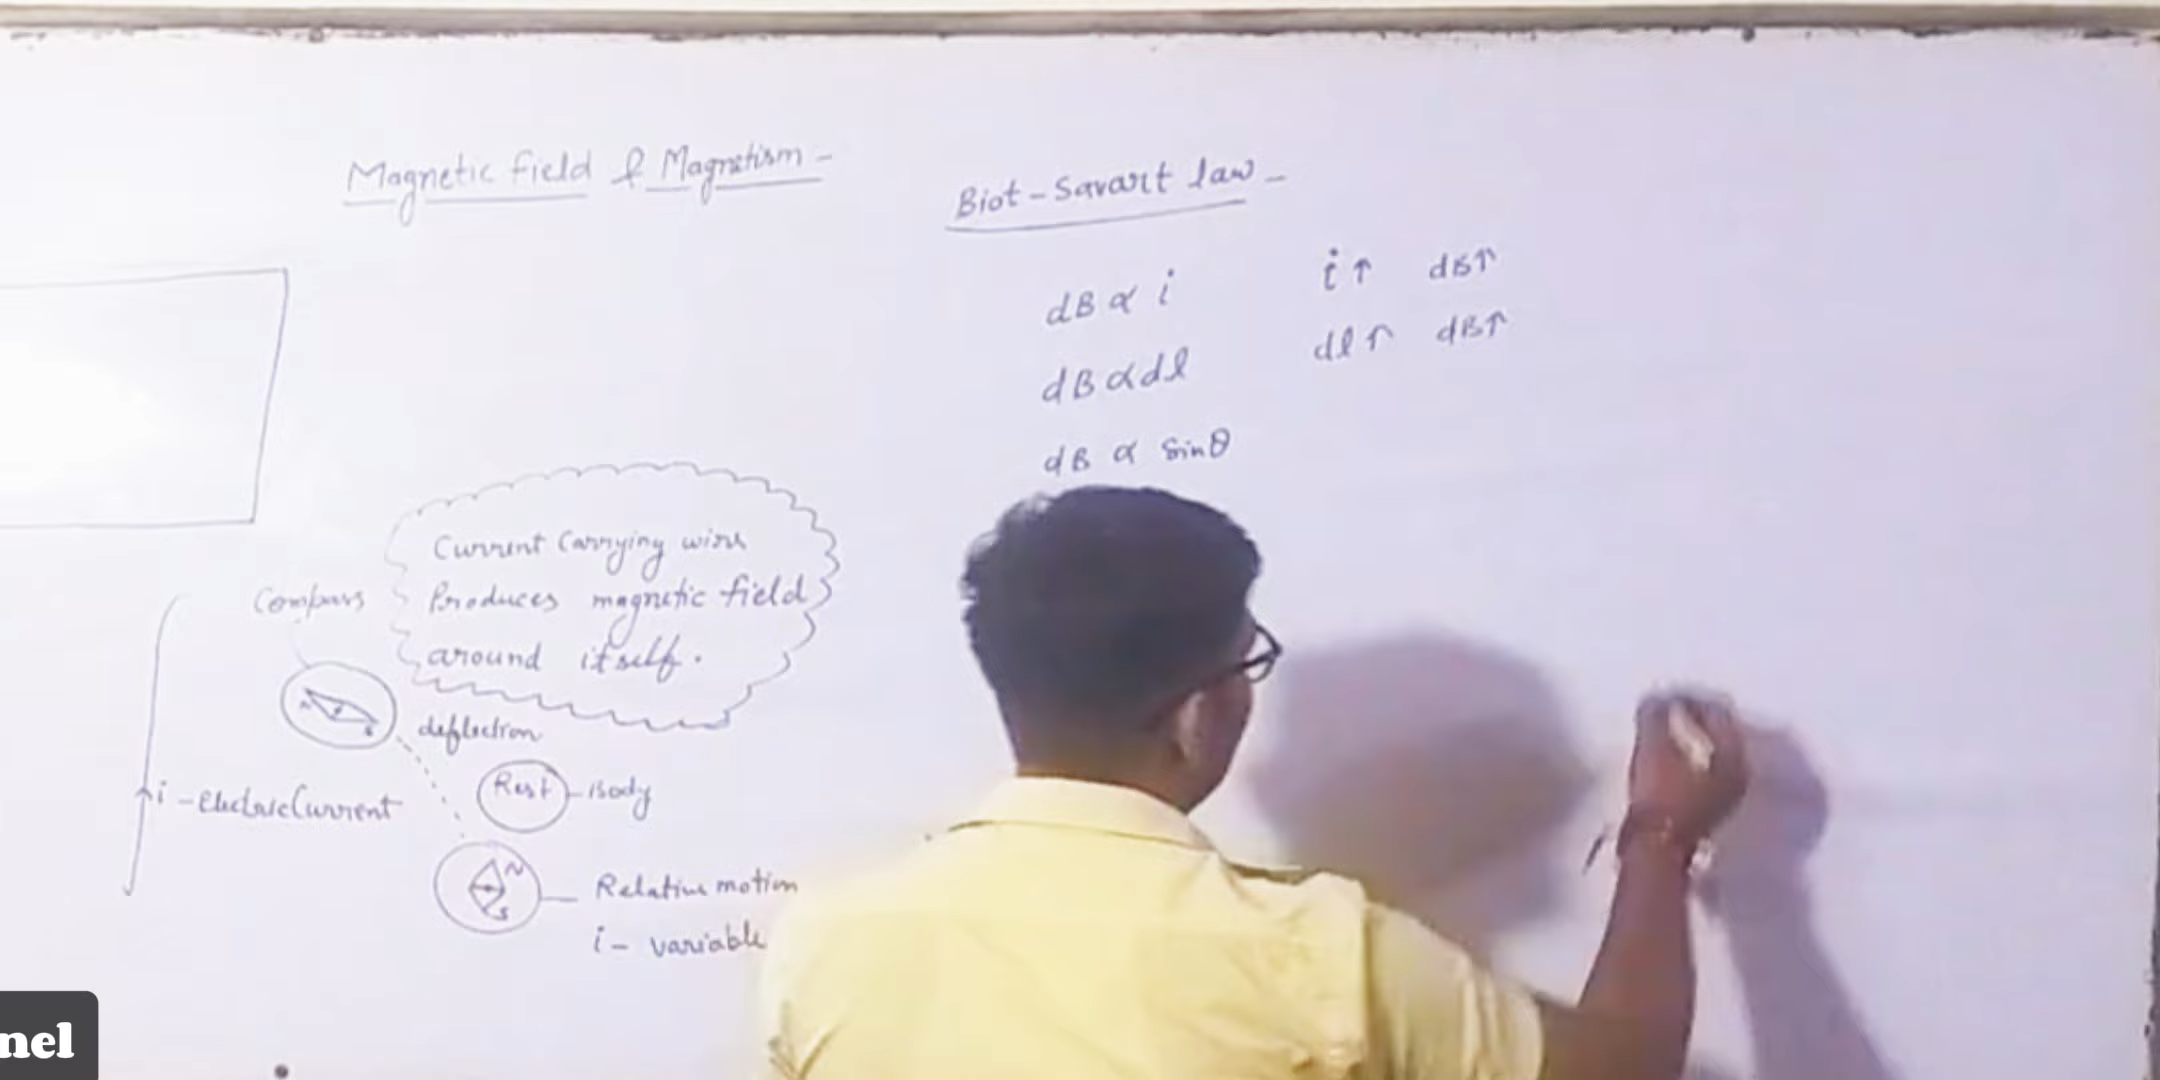 Magnetic field & Magnetism -
Current Carrying wire
Produces magnetic field
around itself.
Compass
N
S
deflection
i - Electric Current
Rest - Body
N
S
Relative motion
i - variable
Biot - Savart law -
dB ∝ i i ↑ dB↑
dB ∝ dl dl ↑ dB↑
dB ∝ Sinθ
nel